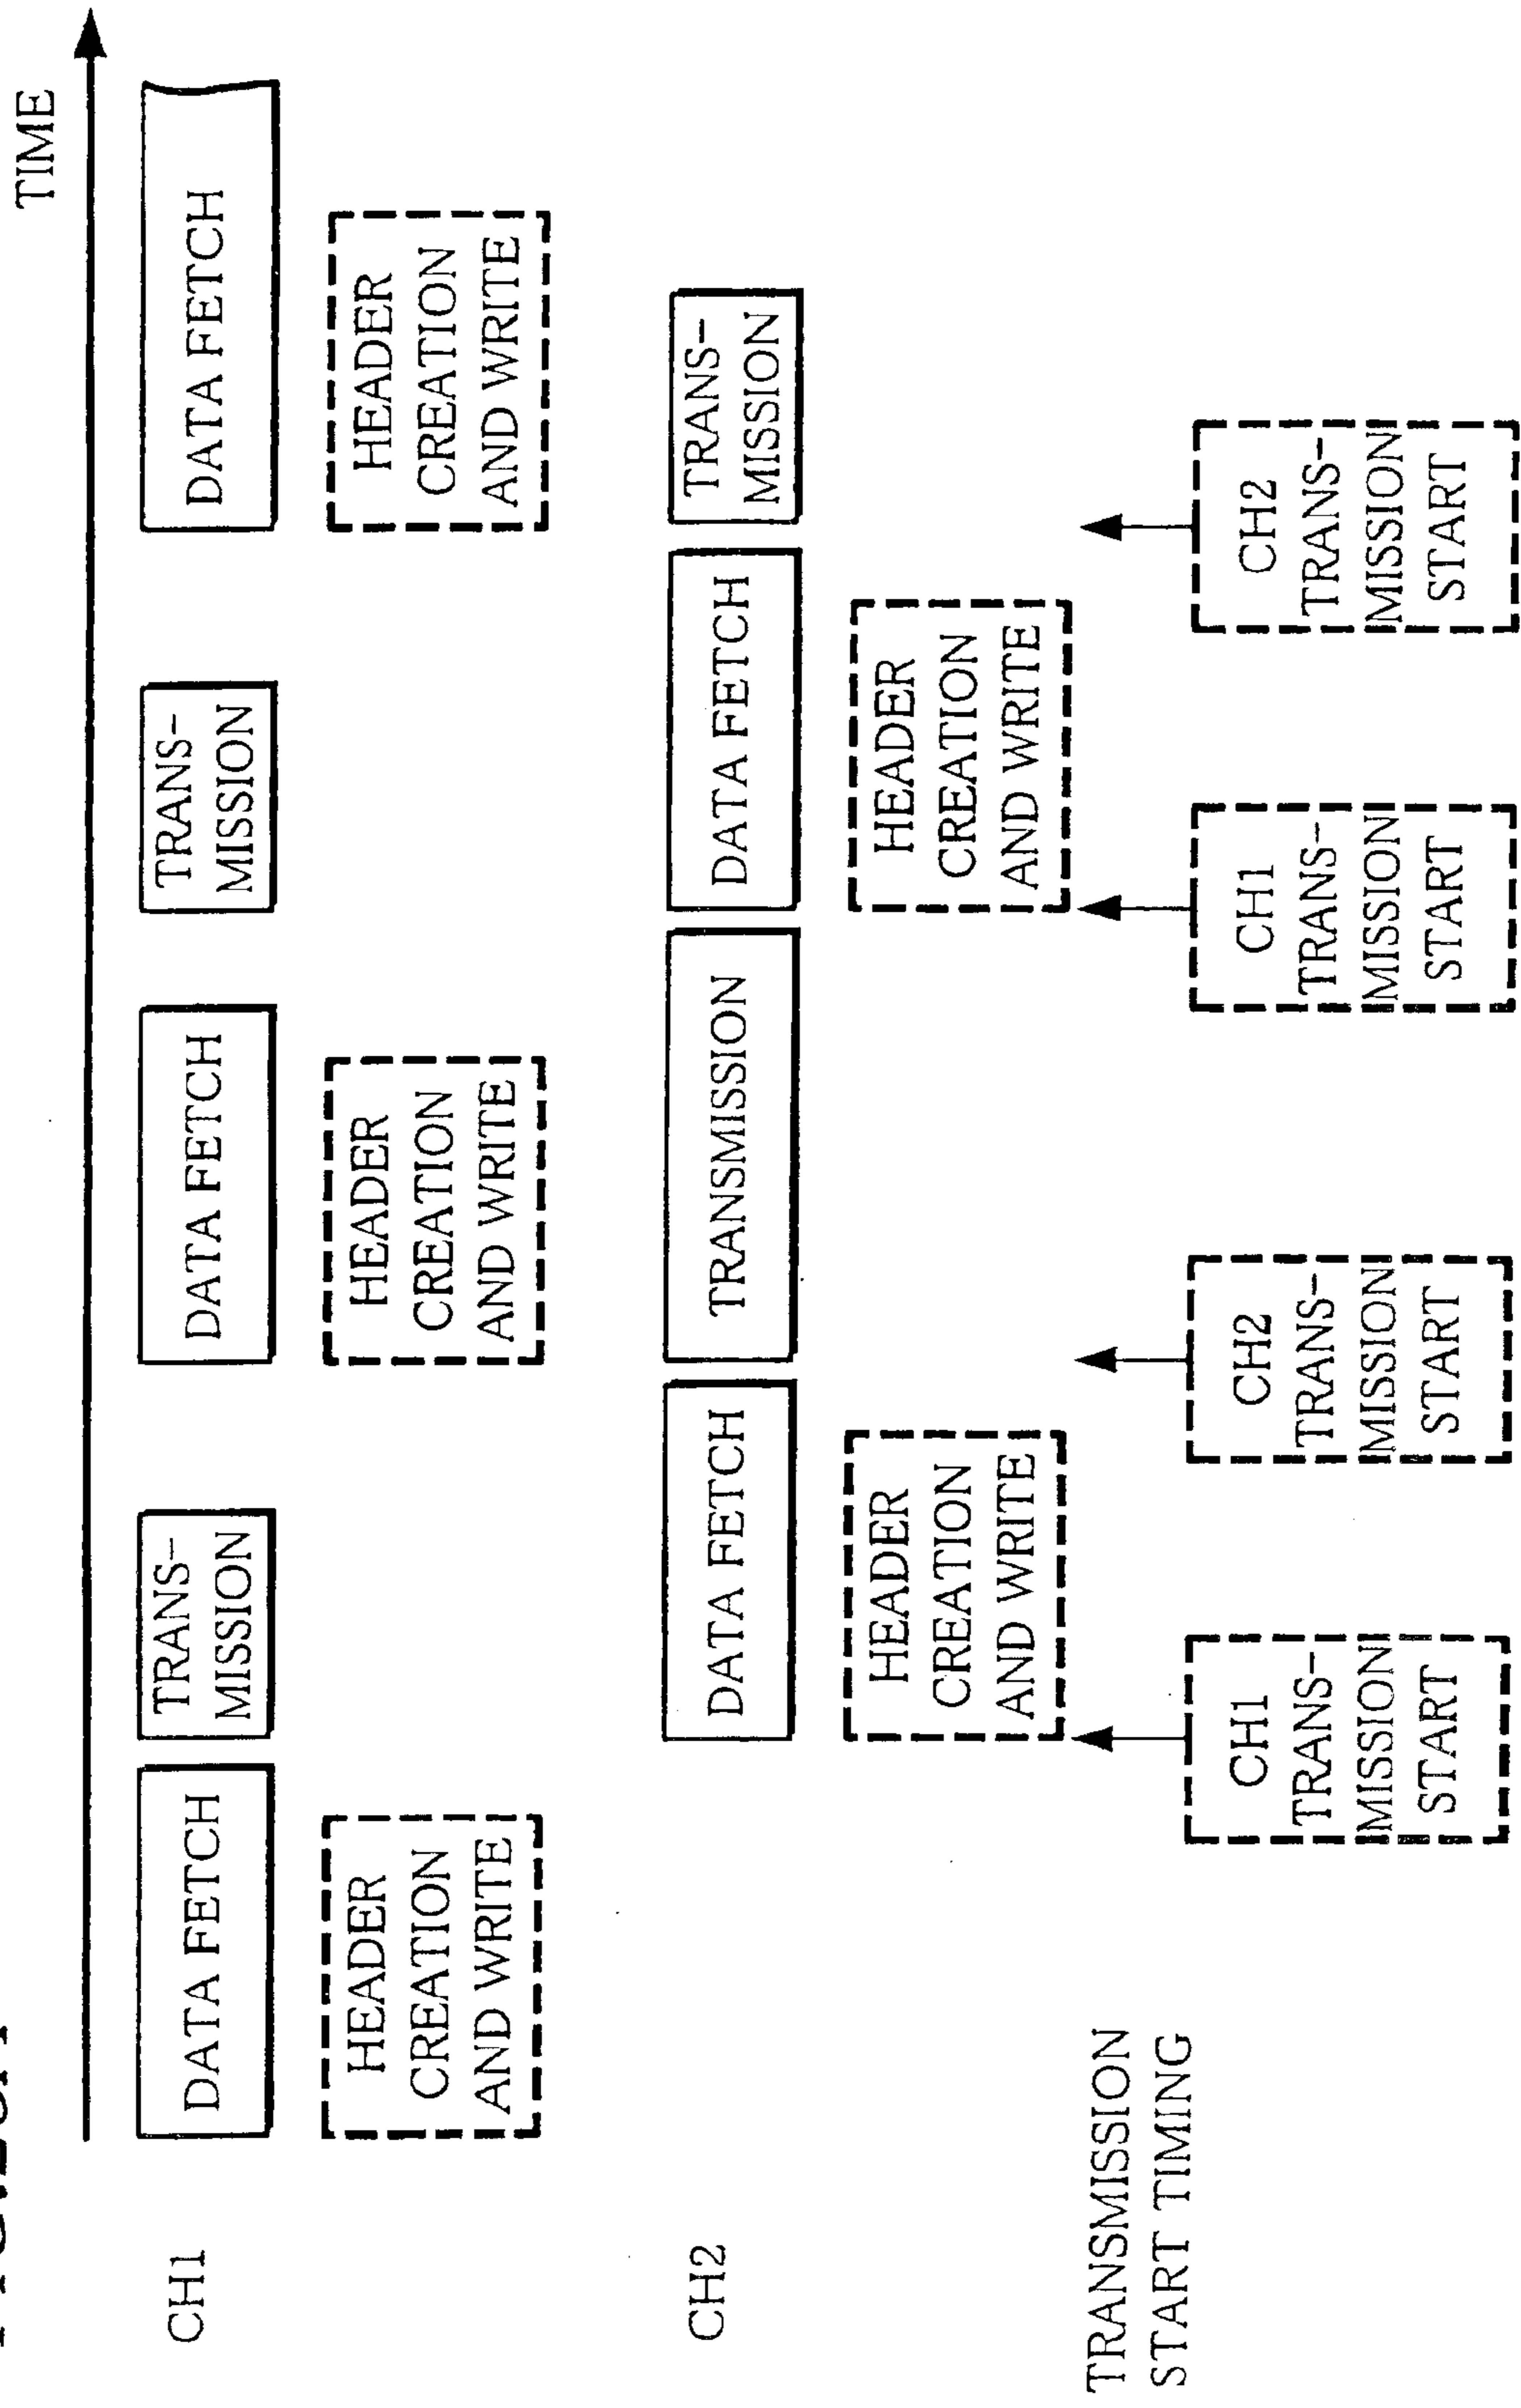 TIME
CH1
DATA FETCH
TRANS-
MISSION
DATA FETCH
TRANS-
MISSION
DATA FETCH
HEADER
CREATION
AND WRITE
HEADER
CREATION
AND WRITE
HEADER
CREATION
AND WRITE
CH2
DATA FETCH
TRANSMISSION
DATA FETCH
TRANS-
MISSION
HEADER
CREATION
AND WRITE
HEADER
CREATION
AND WRITE
TRANSMISSION
START TIMING
CH1
TRANS-
MISSION
START
CH2
TRANS-
MISSION
START
CH1
TRANS-
MISSION
START
CH2
TRANS-
MISSION
START